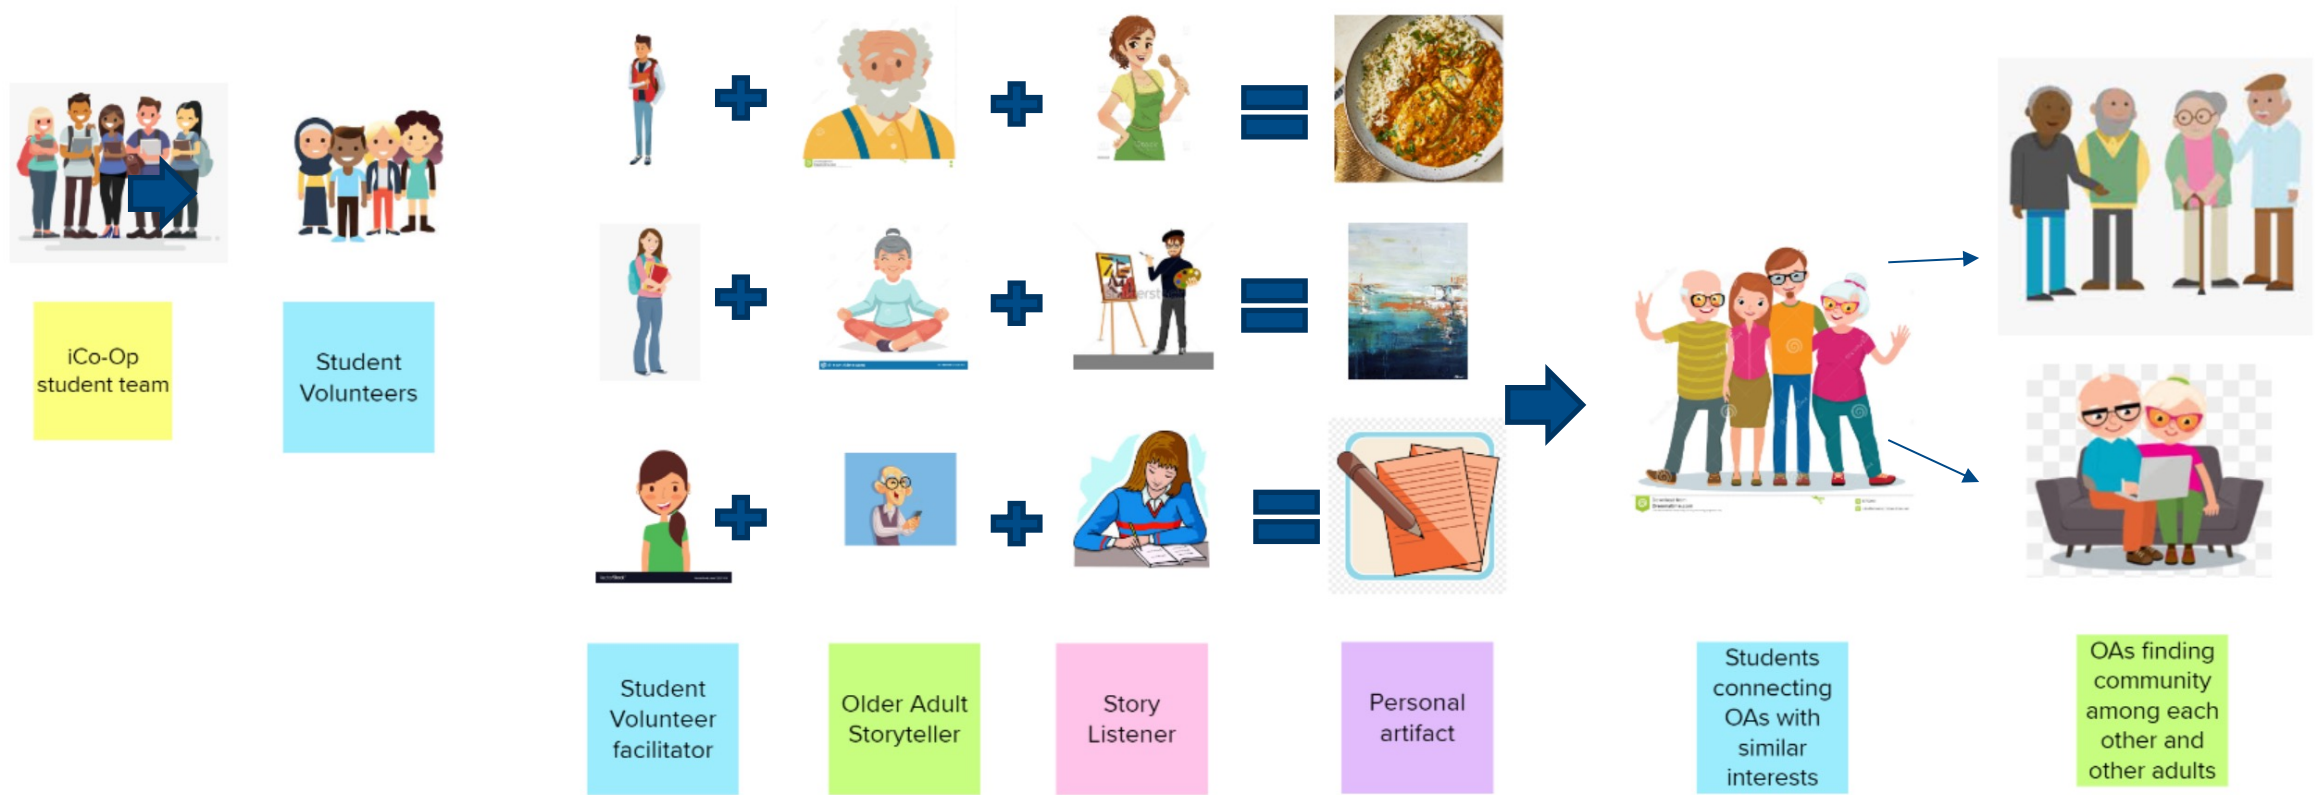 iCo-Op
student team
Student
Volunteers
Student
Volunteer
facilitator
Older Adult
Storyteller
Story
Listener
Personal
artifact
Students
connecting
OAs with
similar
interests
OAs finding
community
among each
other and
other adults